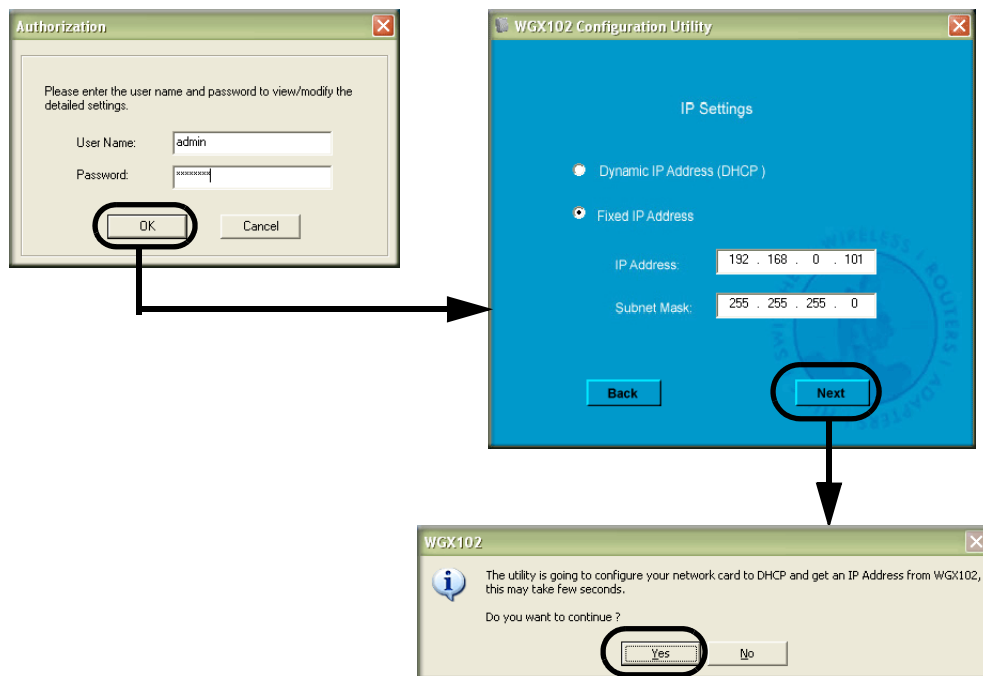 Authorization
Please enter the user name and password to view/modify the
detailed settings.
User Name: admin
Password: xxxxxxxx
OK Cancel
WGX102 Configuration Utility
IP Settings
Dynamic IP Address (DHCP )
Fixed IP Address
IP Address: 192 . 168 . 0 . 101
Subnet Mask: 255 . 255 . 255 . 0
WIRELESS ROUTERS ADAPTERS
Back Next
WGX102
The utility is going to configure your network card to DHCP and get an IP Address from WGX102,
this may take few seconds.
Do you want to continue ?
Yes No